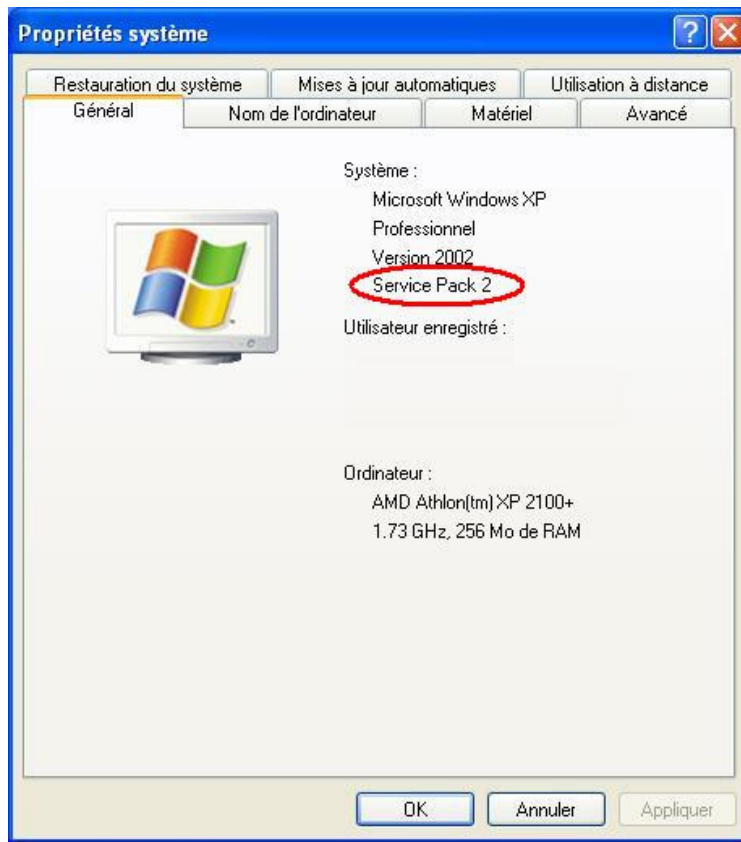 Propriétés système
Restauration du système
Mises à jour automatiques
Utilisation à distance
Général
Nom de l'ordinateur
Matériel
Avancé
Système :
Microsoft Windows XP
Professionnel
Version 2002
Service Pack 2
Utilisateur enregistré :
Ordinateur :
AMD Athlon(tm) XP 2100+
1.73 GHz, 256 Mo de RAM
OK
Annuler
Appliquer